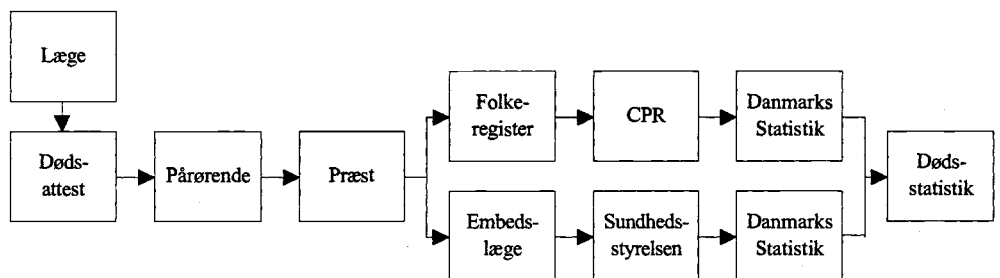 Læge
Døds-
attest
Pårørende
Præst
Folke-
register
CPR
Danmarks
Statistik
Embeds-
læge
Sundheds-
styrelsen
Danmarks
Statistik
Døds-
statistik